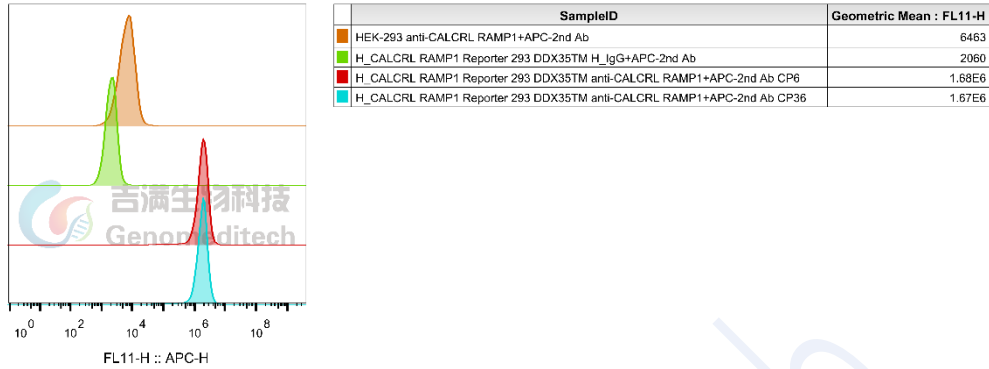 SampleID Geometric Mean : FL11-H
HEK-293 anti-CALCRL RAMP1+APC-2nd Ab 6463
H_CALCRL RAMP1 Reporter 293 DDX35TM H_IgG+APC-2nd Ab 2060
H_CALCRL RAMP1 Reporter 293 DDX35TM anti-CALCRL RAMP1+APC-2nd Ab CP6 1.68E6
H_CALCRL RAMP1 Reporter 293 DDX35TM anti-CALCRL RAMP1+APC-2nd Ab CP36 1.67E6
吉满生物科技
Genomeditech
10^0 10^2 10^4 10^6 10^8
FL11-H :: APC-H